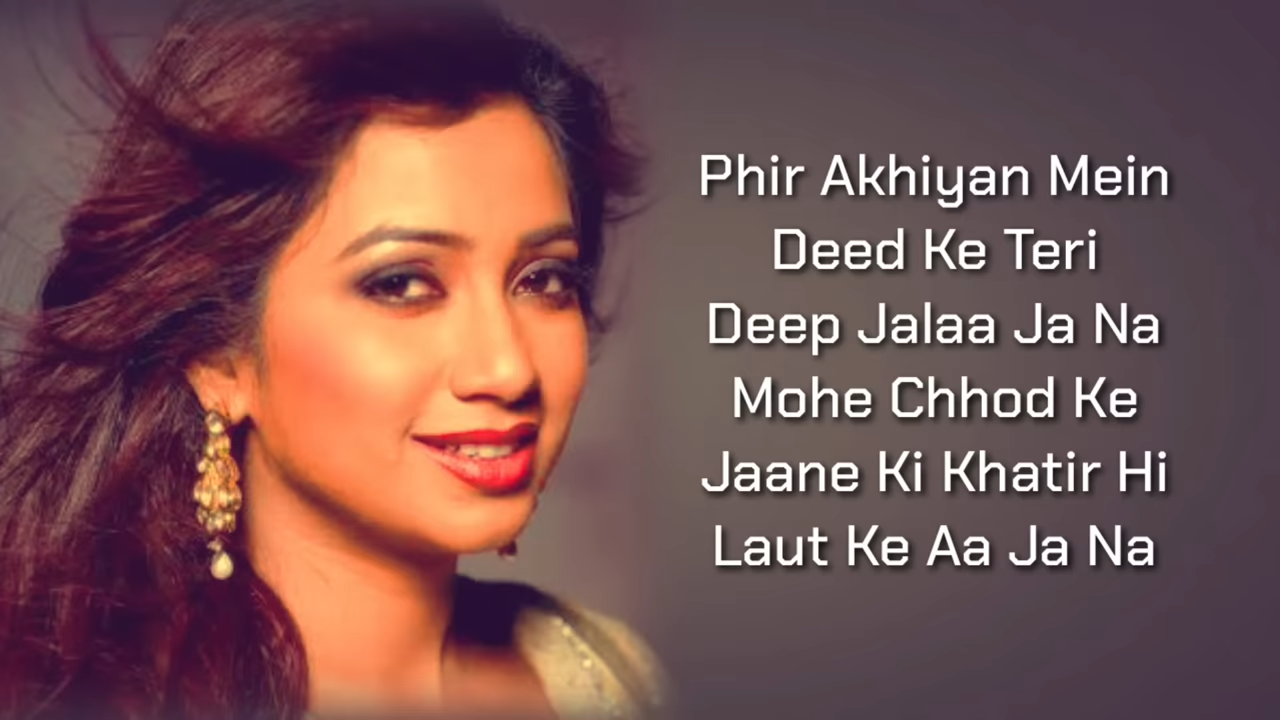 Phir Akhiyan Mein
Deed Ke Teri
Deep Jalaa Ja Na
Mohe Chhod Ke
Jaane Ki Khatir Hi
Laut Ke Aa Ja Na